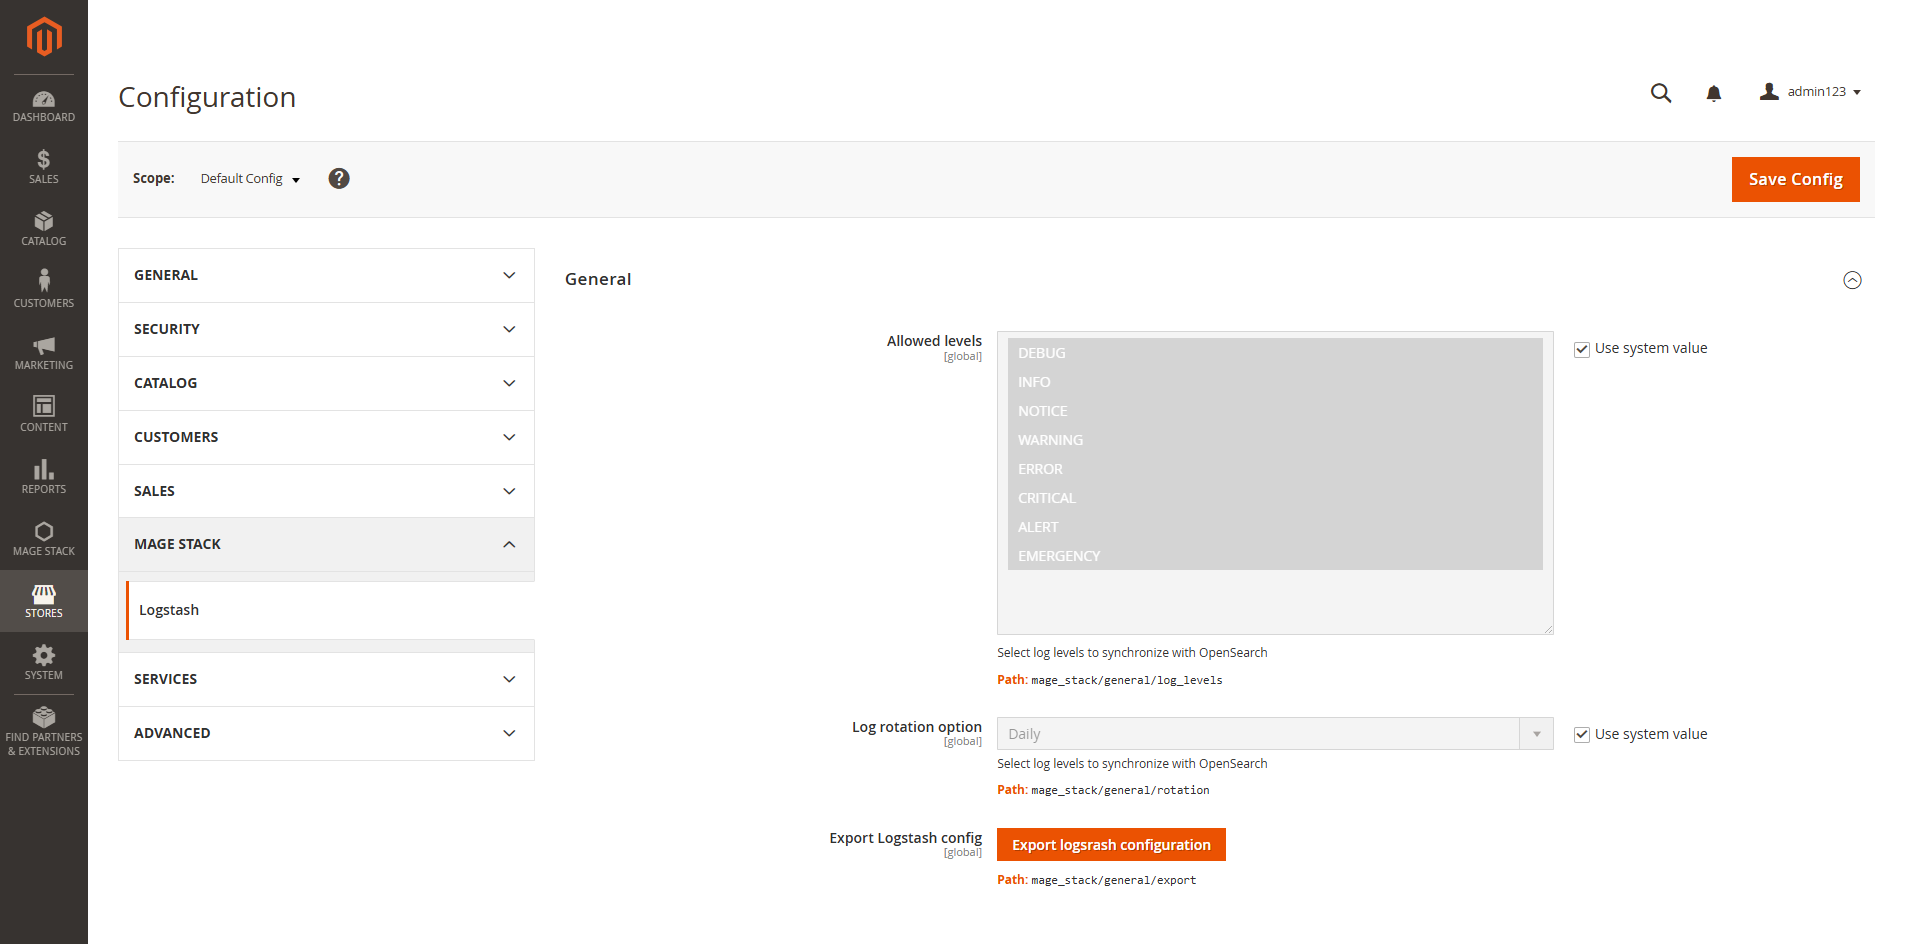 DASHBOARD
SALES
CATALOG
CUSTOMERS
MARKETING
CONTENT
REPORTS
MAGE STACK
STORES
SYSTEM
FIND PARTNERS
& EXTENSIONS
Configuration
admin123
Scope:
Default Config
?
Save Config
GENERAL
SECURITY
CATALOG
CUSTOMERS
SALES
MAGE STACK
Logstash
SERVICES
ADVANCED
General
Allowed levels
[global]
DEBUG
INFO
NOTICE
WARNING
ERROR
CRITICAL
ALERT
EMERGENCY
Use system value
Select log levels to synchronize with OpenSearch
Path: mage_stack/general/log_levels
Log rotation option
[global]
Daily
Use system value
Select log levels to synchronize with OpenSearch
Path: mage_stack/general/rotation
Export Logstash config
[global]
Export logsrash configuration
Path: mage_stack/general/export